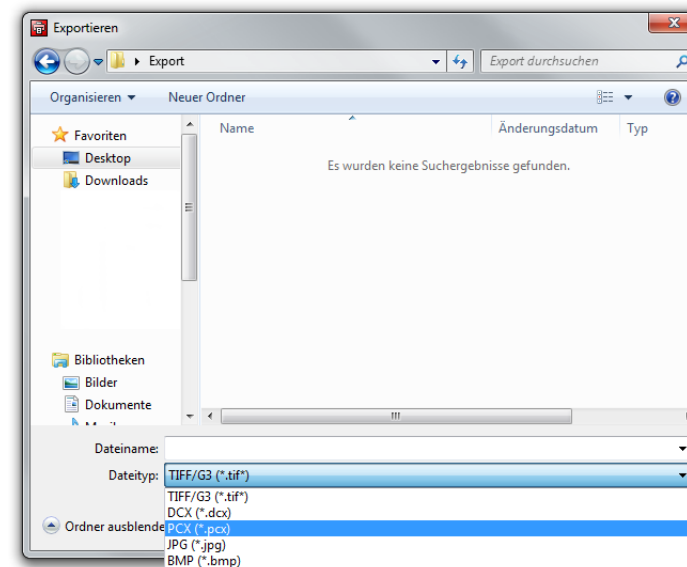 Exportieren
Export
Export durchsuchen
Organisieren
Neuer Ordner
Name
Änderungsdatum
Typ
Favoriten
Desktop
Downloads
Es wurden keine Suchergebnisse gefunden.
Bibliotheken
Bilder
Dokumente
Dateiname:
Dateityp: TIFF/G3 (*.tif*)
TIFF/G3 (*.tif*)
DCX (*.dcx)
Ordner ausblende
PCX (*.pcx)
JPG (*.jpg)
BMP (*.bmp)